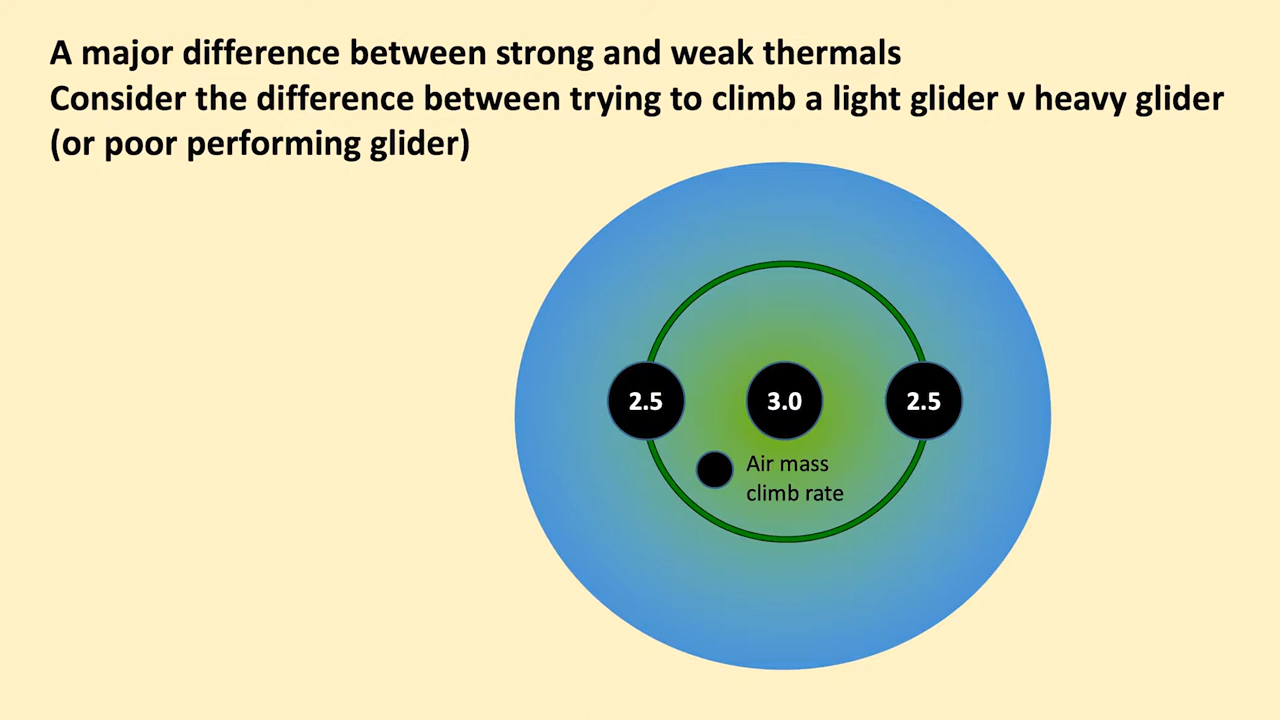 A major difference between strong and weak thermals
Consider the difference between trying to climb a light glider v heavy glider
(or poor performing glider)
2.5
3.0
2.5
Air mass
climb rate